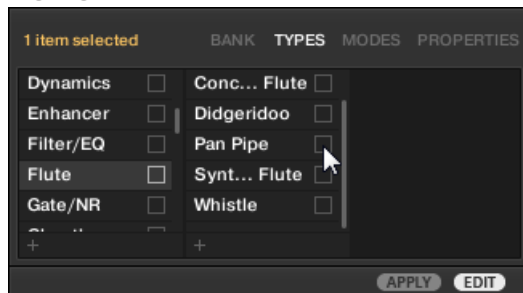 1 item selected BANK TYPES MODES PROPERTIES
Dynamics Conc... Flute
Enhancer Didgeridoo
Filter/EQ Pan Pipe
Flute Synt... Flute
Gate/NR Whistle
+ +
APPLY EDIT